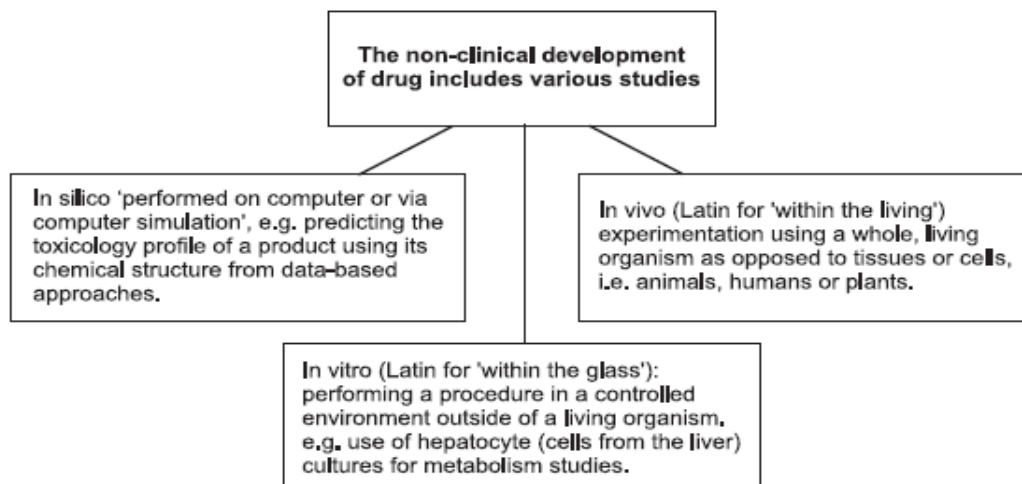 The non-clinical development
of drug includes various studies
In silico 'performed on computer or via
computer simulation', e.g. predicting the
toxicology profile of a product using its
chemical structure from data-based
approaches.
In vivo (Latin for 'within the living')
experimentation using a whole, living
organism as opposed to tissues or cells,
i.e. animals, humans or plants.
In vitro (Latin for 'within the glass'):
performing a procedure in a controlled
environment outside of a living organism.
e.g. use of hepatocyte (cells from the liver)
cultures for metabolism studies.